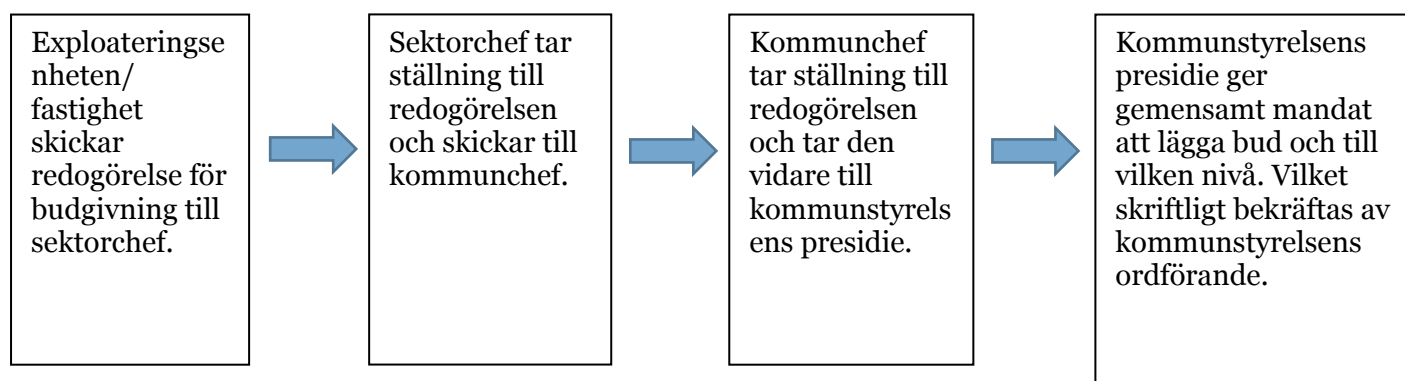 Exploateringse
nheten/
fastighet
skickar
redogörelse för
budgivning till
sektorchef.
Sektorchef tar
ställning till
redogörelsen
och skickar till
kommunchef.
Kommunchef
tar ställning till
redogörelsen
och tar den
vidare till
kommunstyrels
ens presidie.
Kommunstyrelsens
presidie ger
gemensamt mandat
att lägga bud och till
vilken nivå. Vilket
skriftligt bekräftas av
kommunstyrelsens
ordförande.